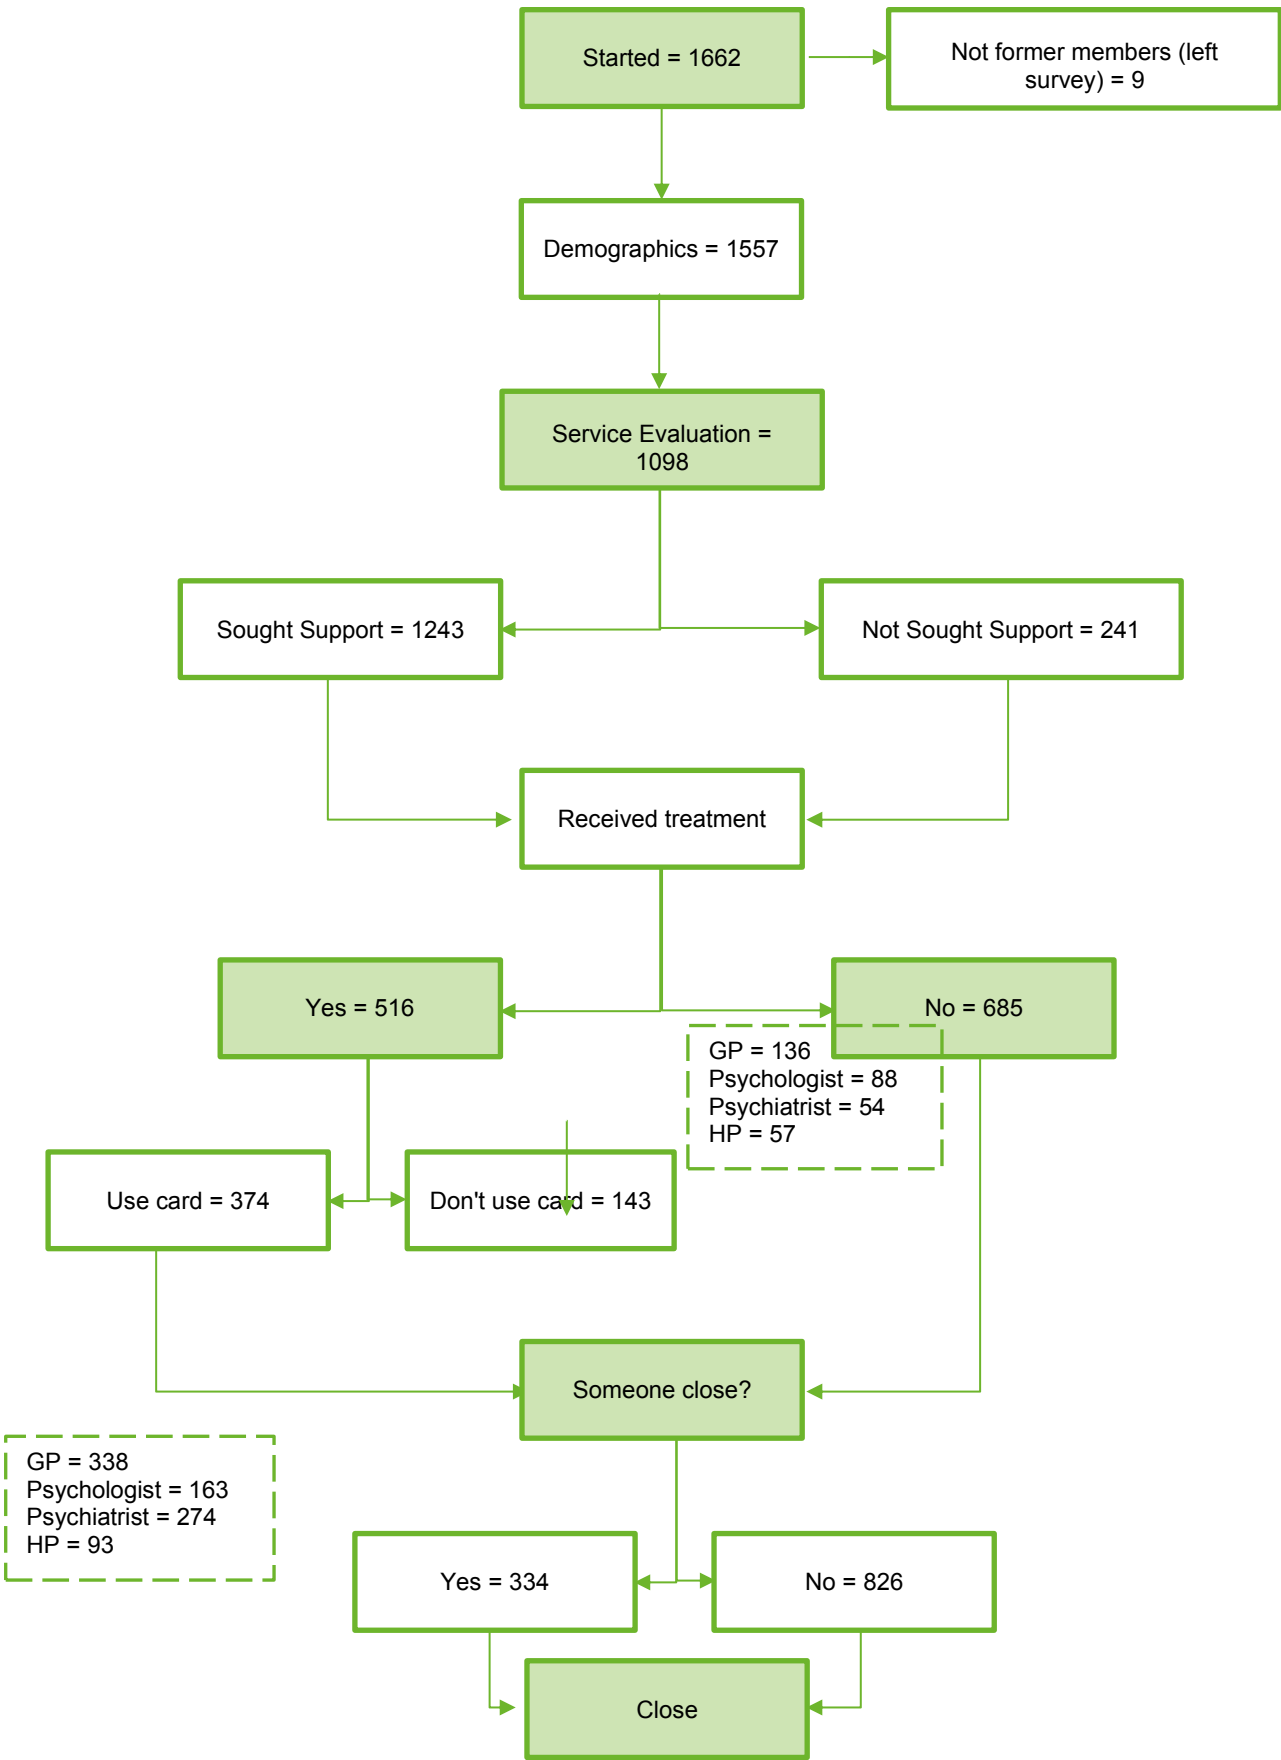 Started = 1662
Not former members (left
survey) = 9
Demographics = 1557
Service Evaluation =
1098
Sought Support = 1243
Not Sought Support = 241
Received treatment
Yes = 516
No = 685
GP = 136
Psychologist = 88
Psychiatrist = 54
HP = 57
Use card = 374
Don't use card = 143
Someone close?
GP = 338
Psychologist = 163
Psychiatrist = 274
HP = 93
Yes = 334
No = 826
Close